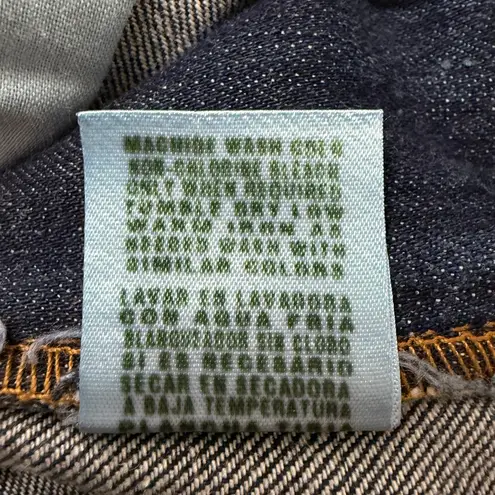 MACHINE WASH COLD
NON-CHLORINE BLEACH
ONLY WHEN REQUIRED
TUMBLE DRY LOW
WARM IRON AS
NEEDED WASH WITH
SIMILAR COLORS
LAVAR EN LAVADORA
CON AQUA FRIA
BLANQUEADOR SIN CLORO
SI ES NECESARIO
SECAR EN SECADORA
A BAJA TEMPERATURA